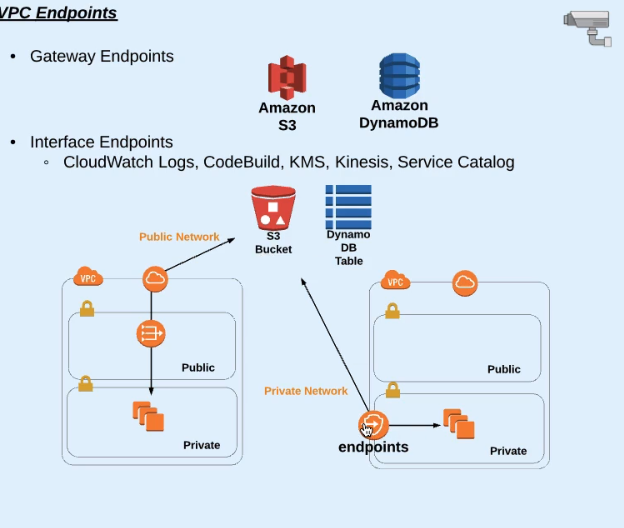 VPC Endpoints
• Gateway Endpoints
Amazon
S3
Amazon
DynamoDB
• Interface Endpoints
◦ CloudWatch Logs, CodeBuild, KMS, Kinesis, Service Catalog
Public Network
S3
Bucket
Dynamo
DB
Table
VPC
Public
Private
VPC
Public
Private Network
endpoints
Private